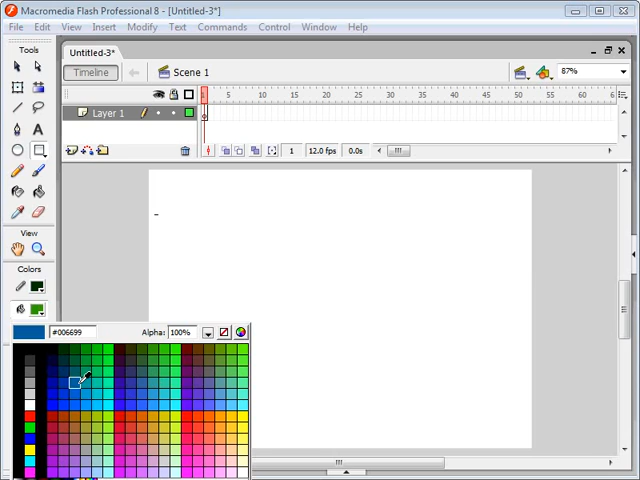 Macromedia Flash Professional 8 - [Untitled-3*]
File Edit View Insert Modify Text Commands Control Window Help
Tools
Untitled-3*
Timeline
Scene 1
87%
1 5 10 15 20 25 30 35 40 45 50 55 60 6
Layer 1
1 12.0 fps 0.0s
View
Colors
#006699 Alpha: 100%